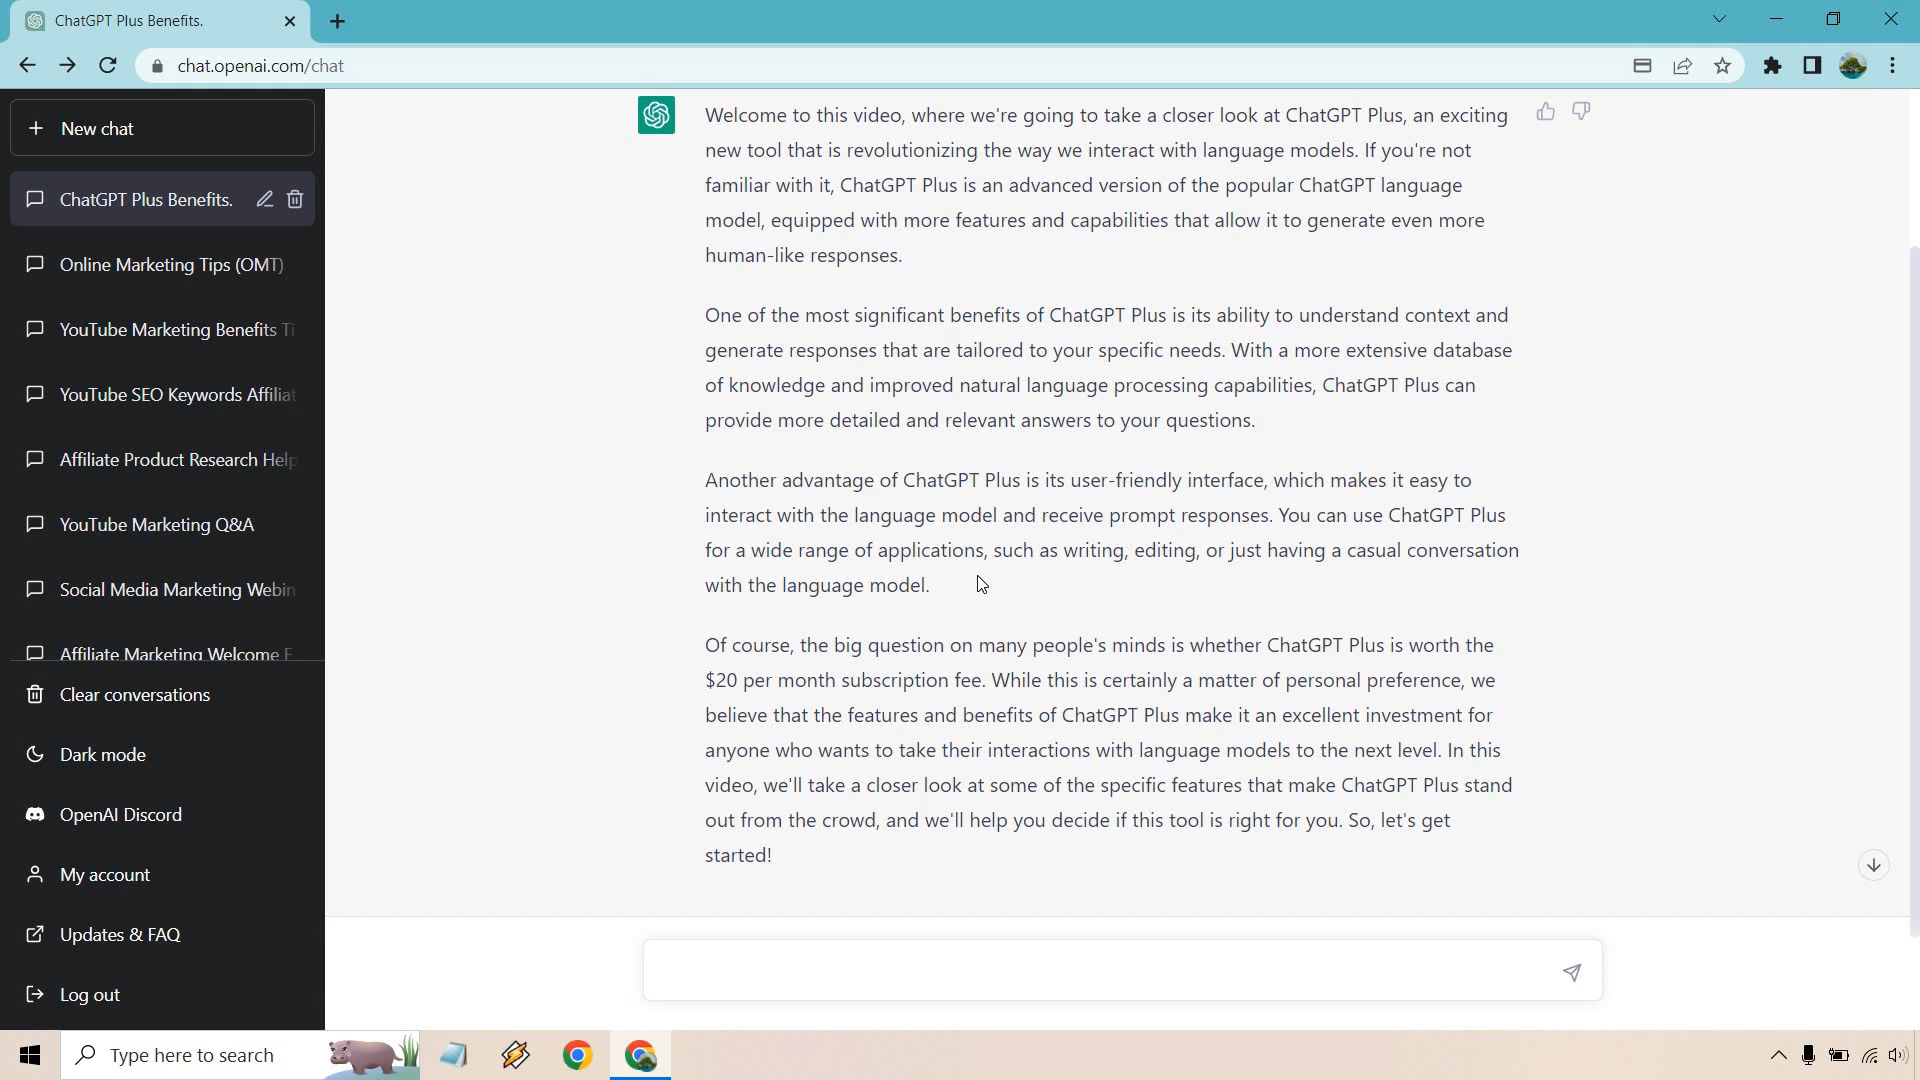 ChatGPT Plus Benefits.
chat.openai.com/chat
New chat
ChatGPT Plus Benefits.
Online Marketing Tips (OMT)
YouTube Marketing Benefits Ti
YouTube SEO Keywords Affiliat
Affiliate Product Research Help
YouTube Marketing Q&A
Social Media Marketing Webin
Affiliate Marketing Welcome E
Clear conversations
Dark mode
OpenAI Discord
My account
Updates & FAQ
Log out
Welcome to this video, where we're going to take a closer look at ChatGPT Plus, an exciting
new tool that is revolutionizing the way we interact with language models. If you're not
familiar with it, ChatGPT Plus is an advanced version of the popular ChatGPT language
model, equipped with more features and capabilities that allow it to generate even more
human-like responses.
One of the most significant benefits of ChatGPT Plus is its ability to understand context and
generate responses that are tailored to your specific needs. With a more extensive database
of knowledge and improved natural language processing capabilities, ChatGPT Plus can
provide more detailed and relevant answers to your questions.
Another advantage of ChatGPT Plus is its user-friendly interface, which makes it easy to
interact with the language model and receive prompt responses. You can use ChatGPT Plus
for a wide range of applications, such as writing, editing, or just having a casual conversation
with the language model.
Of course, the big question on many people's minds is whether ChatGPT Plus is worth the
$20 per month subscription fee. While this is certainly a matter of personal preference, we
believe that the features and benefits of ChatGPT Plus make it an excellent investment for
anyone who wants to take their interactions with language models to the next level. In this
video, we'll take a closer look at some of the specific features that make ChatGPT Plus stand
out from the crowd, and we'll help you decide if this tool is right for you. So, let's get
started!
Type here to search